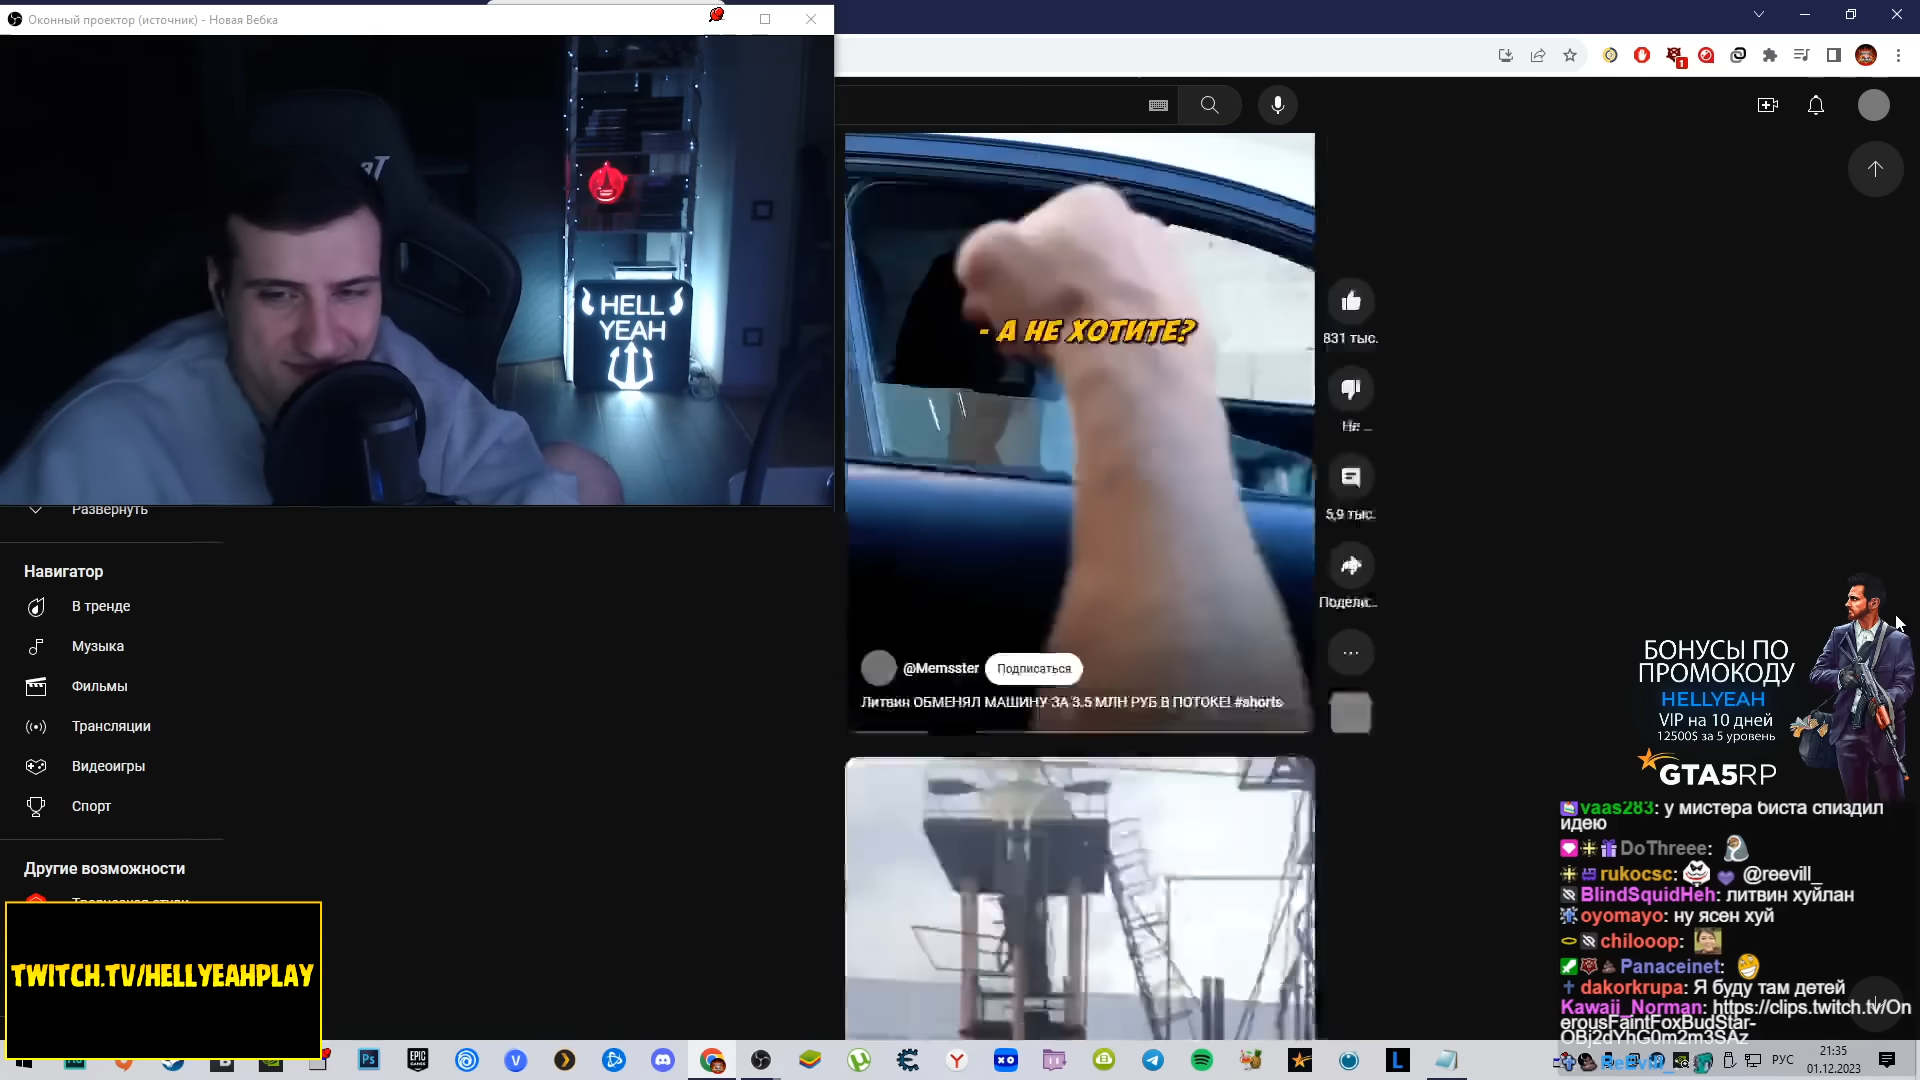 Оконный проектор (источник) - Новая Вебка
HELL
YEAH
- А НЕ ХОТИТЕ?
831 тыс.
Не ...
5,9 тыс.
Подели...
@Memsster
Подписаться
Литвин ОБМЕНЯЛ МАШИНУ ЗА 3.5 МЛН РУБ В ПОТОКЕ! #shorts
Развернуть
Навигатор
В тренде
Музыка
Фильмы
Трансляции
Видеоигры
Спорт
Другие возможности
TWITCH.TV/HELLYEAHPLAY
БОНУСЫ ПО
ПРОМОКОДУ
HELLYEAH
VIP на 10 дней
12500$ за 5 уровень
GTA5RP
vaas283: у мистера биста спиздил
идею
DoThreee:
rukocsc: @reevill_
BlindSquidHeh: литвин хуйлан
oyomayo: ну ясен хуй
chilooop:
Panaceinet:
dakorkrupa: Я буду там детей
Kawaii_Norman: https://clips.twitch.tv/On
erousFaintFoxBudStar-
OBj2dYhG0m2m3SAz
ReEvill_
РУС
21:35
01.12.2023